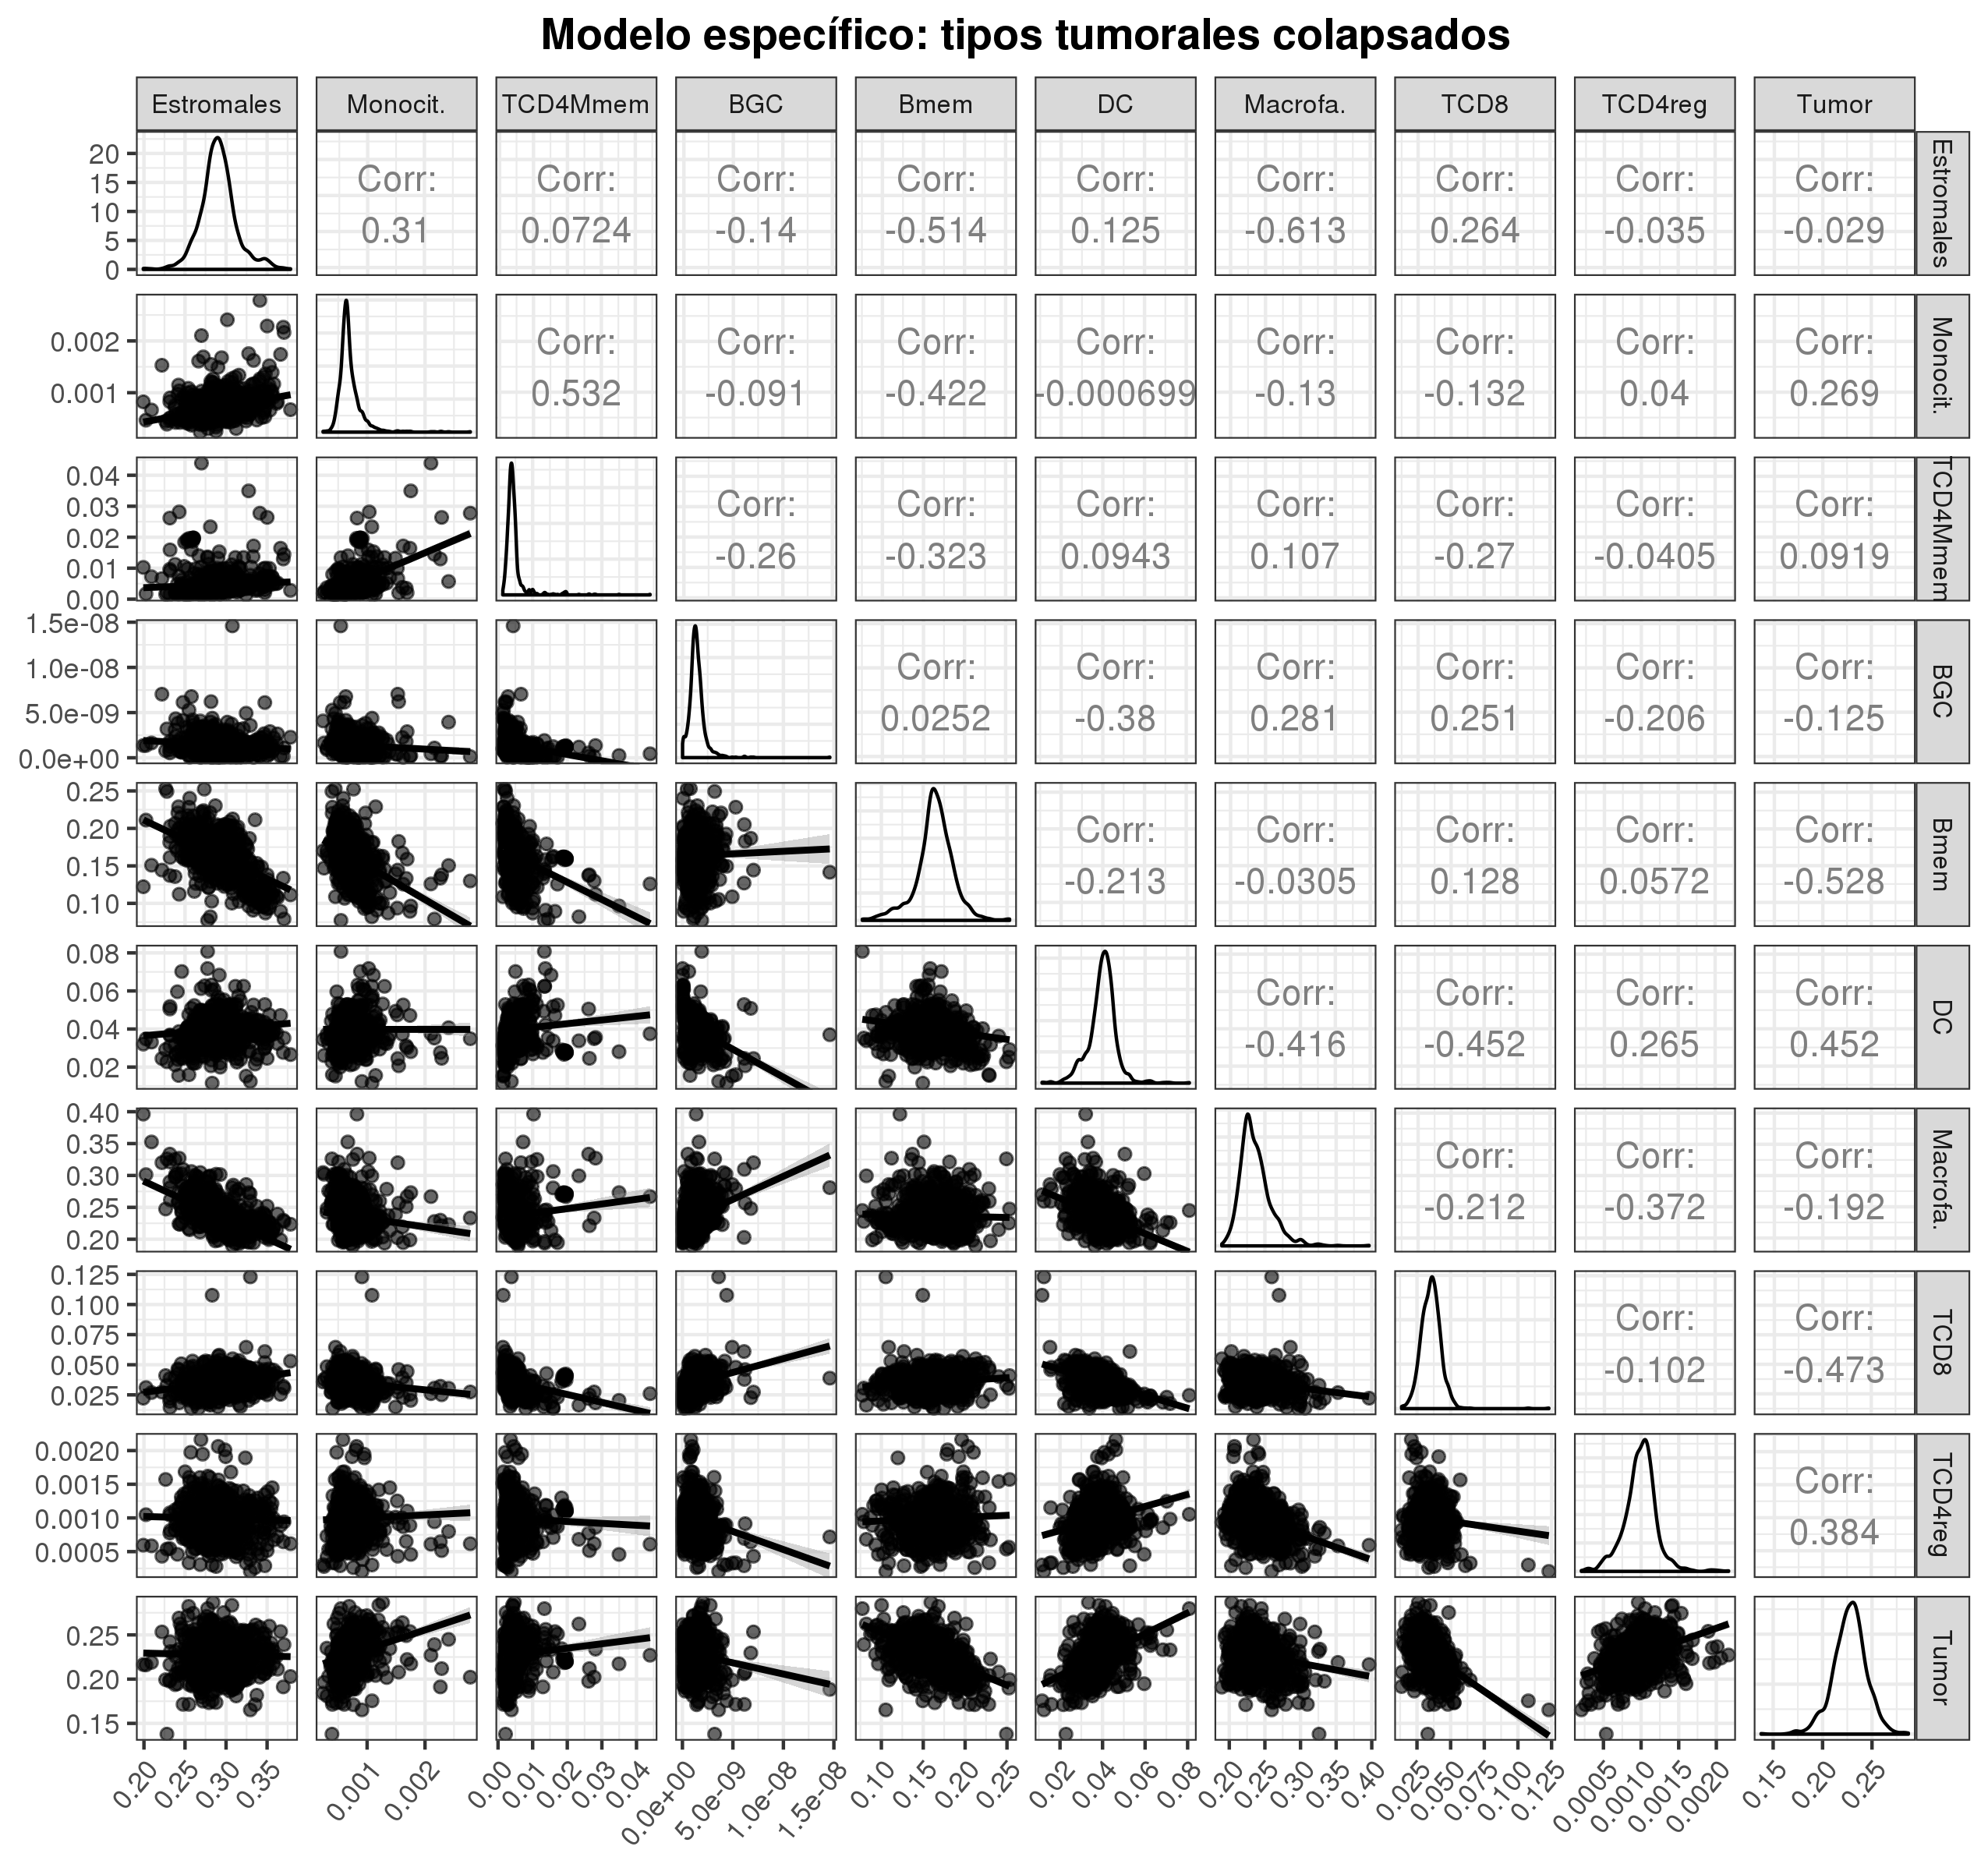 Modelo específico: tipos tumorales colapsados
Estromales
Monocit.
TCD4Mmem
BGC
Bmem
DC
Macrofa.
TCD8
TCD4reg
Tumor
20
15
10
5
0
Corr:
0.31
Corr:
0.0724
Corr:
-0.14
Corr:
-0.514
Corr:
0.125
Corr:
-0.613
Corr:
0.264
Corr:
-0.035
Corr:
-0.029
Estromales
0.002
0.001
Corr:
0.532
Corr:
-0.091
Corr:
-0.422
Corr:
-0.000699
Corr:
-0.13
Corr:
-0.132
Corr:
0.04
Corr:
0.269
Monocit.
0.04
0.03
0.02
0.01
0.00
Corr:
-0.26
Corr:
-0.323
Corr:
0.0943
Corr:
0.107
Corr:
-0.27
Corr:
-0.0405
Corr:
0.0919
TCD4Mmem
1.5e-08
1.0e-08
5.0e-09
0.0e+00
Corr:
0.0252
Corr:
-0.38
Corr:
0.281
Corr:
0.251
Corr:
-0.206
Corr:
-0.125
BGC
0.25
0.20
0.15
0.10
Corr:
-0.213
Corr:
-0.0305
Corr:
0.128
Corr:
0.0572
Corr:
-0.528
Bmem
0.08
0.06
0.04
0.02
Corr:
-0.416
Corr:
-0.452
Corr:
0.265
Corr:
0.452
DC
0.40
0.35
0.30
0.25
0.20
Corr:
-0.212
Corr:
-0.372
Corr:
-0.192
Macrofa.
0.125
0.100
0.075
0.050
0.025
Corr:
-0.102
Corr:
-0.473
TCD8
0.0020
0.0015
0.0010
0.0005
Corr:
0.384
TCD4reg
0.25
0.20
0.15
Tumor
0.20
0.25
0.30
0.35
0.001
0.002
0.00
0.01
0.02
0.03
0.04
0.0e+00
5.0e-09
1.0e-08
1.5e-08
0.10
0.15
0.20
0.25
0.02
0.04
0.06
0.08
0.20
0.25
0.30
0.35
0.40
0.025
0.050
0.075
0.100
0.125
0.0005
0.0010
0.0015
0.0020
0.15
0.20
0.25